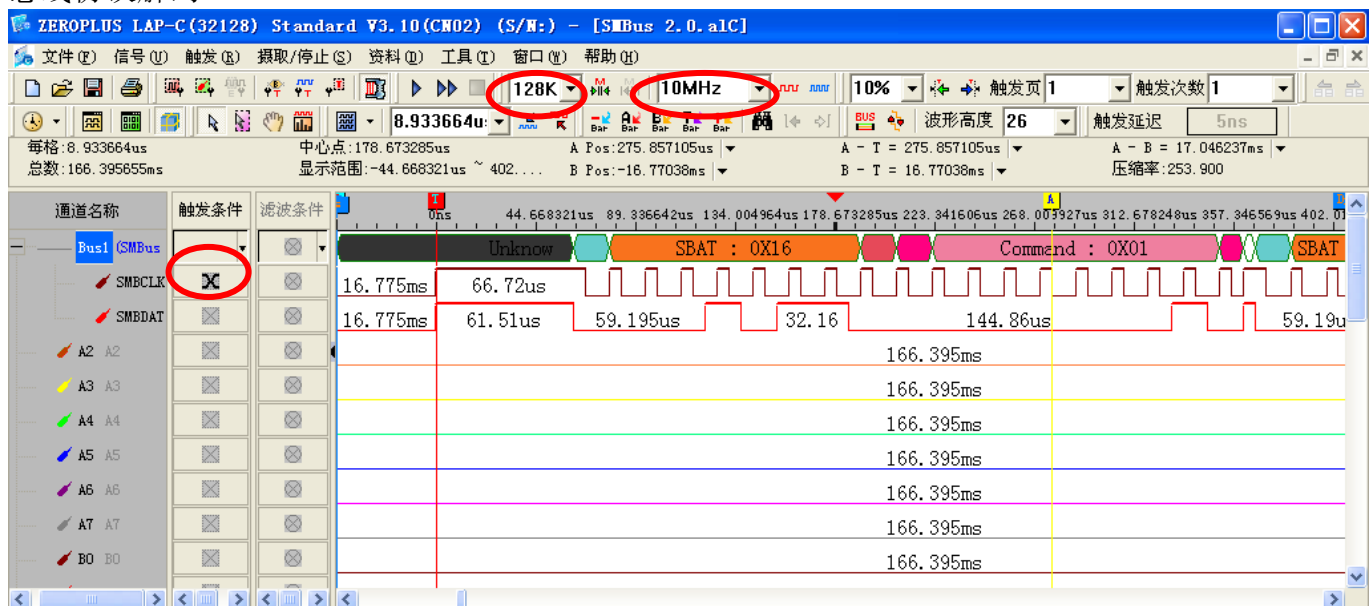 ZEROPLUS LAP-C(32128) Standard V3.10(CN02) (S/N:) - [SMBus 2.0.alC]
文件(F) 信号(U) 触发(R) 摄取/停止(S) 资料(D) 工具(T) 窗口(W) 帮助(H)
128K 10MHz 10% 触发页 1 触发次数 1
8.933664u: Bar Bar Bar Bar Bar BUS 波形高度 26 触发延迟 5ns
每格:8.933664us 中心点:178.673285us A Pos:275.857105us A - T = 275.857105us A - B = 17.046237ms
总数:166.395655ms 显示范围:-44.668321us ~ 402.... B Pos:-16.77038ms B - T = 16.77038ms 压缩率:253.900
通道名称 触发条件 滤波条件 T A
0ns 44.668321us 89.336642us 134.004964us 178.673285us 223.341606us 268.003927us 312.678248us 357.346569us 402.01
Bus1 (SMBus Unknow SBAT : 0X16 Command : 0X01 SBAT
SMBCLK 16.775ms 66.72us
SMBDAT 16.775ms 61.51us 59.195us 32.16 144.86us 59.19u
A2 A2 166.395ms
A3 A3 166.395ms
A4 A4 166.395ms
A5 A5 166.395ms
A6 A6 166.395ms
A7 A7 166.395ms
B0 B0 166.395ms